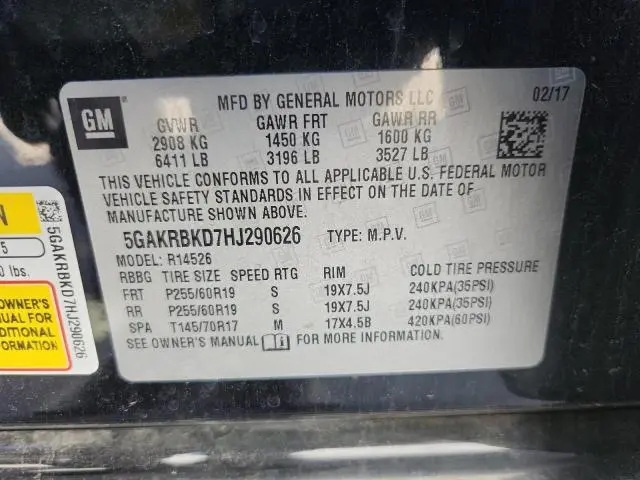 GM
MFD BY GENERAL MOTORS LLC 02/17
GVWR GAWR FRT GAWR RR
2908 KG 1450 KG 1600 KG
6411 LB 3196 LB 3527 LB
THIS VEHICLE CONFORMS TO ALL APPLICABLE U.S. FEDERAL MOTOR
VEHICLE SAFETY STANDARDS IN EFFECT ON THE DATE OF
MANUFACTURE SHOWN ABOVE.
5GAKRBKD7HJ290626 TYPE: M.P.V.
MODEL: R14526
RBBG TIRE SIZE SPEED RTG RIM COLD TIRE PRESSURE
FRT P255/60R19 S 19X7.5J 240KPA(35PSI)
RR P255/60R19 S 19X7.5J 240KPA(35PSI)
SPA T145/70R17 M 17X4.5B 420KPA(60PSI)
SEE OWNER'S MANUAL FOR MORE INFORMATION.
N
5
0 lbs.
OWNER'S
MANUAL FOR
ADDITIONAL
INFORMATION
5GAKRBKD7HJ290626